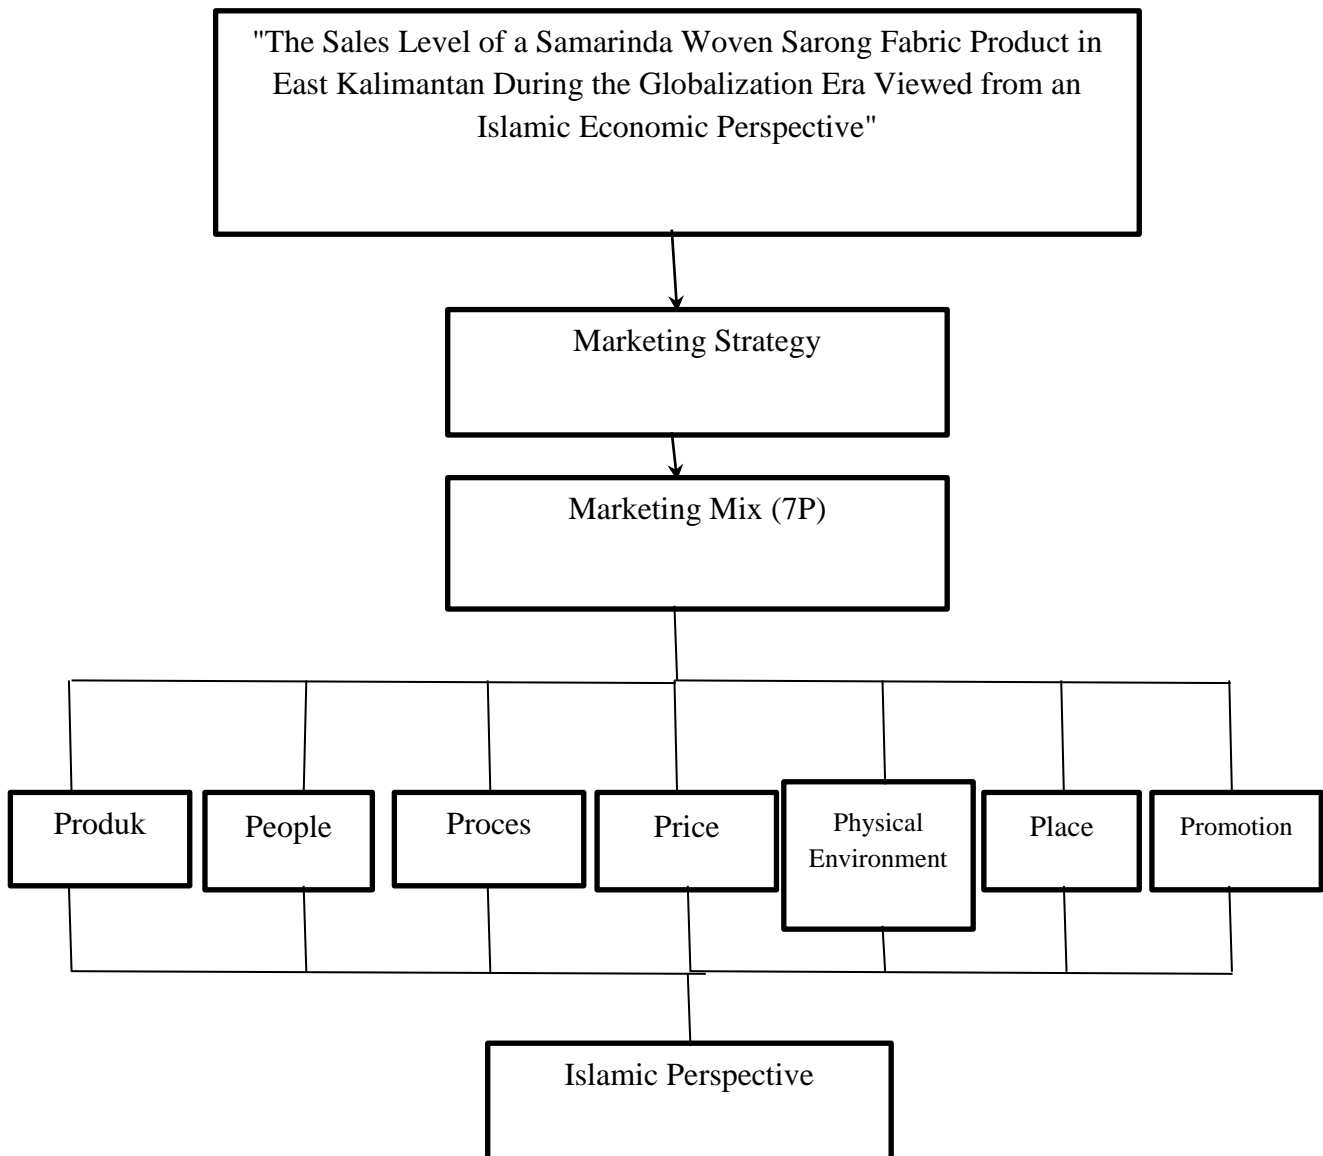 "The Sales Level of a Samarinda Woven Sarong Fabric Product in
East Kalimantan During the Globalization Era Viewed from an
Islamic Economic Perspective"
Marketing Strategy
Marketing Mix (7P)
Produk
People
Proces
Price
Physical
Environment
Place
Promotion
Islamic Perspective